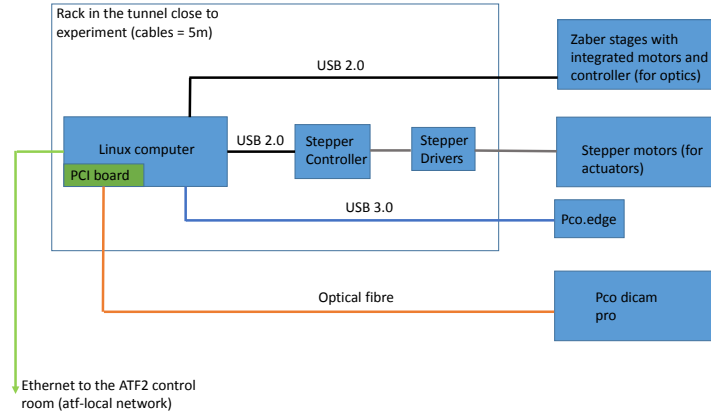 Rack in the tunnel close to
experiment (cables = 5m)
Zaber stages with
integrated motors and
controller (for optics)
USB 2.0
Linux computer
USB 2.0
Stepper
Controller
Stepper
Drivers
Stepper motors (for
actuators)
PCI board
USB 3.0
Pco.edge
Optical fibre
Pco dicam
pro
Ethernet to the ATF2 control
room (atf-local network)